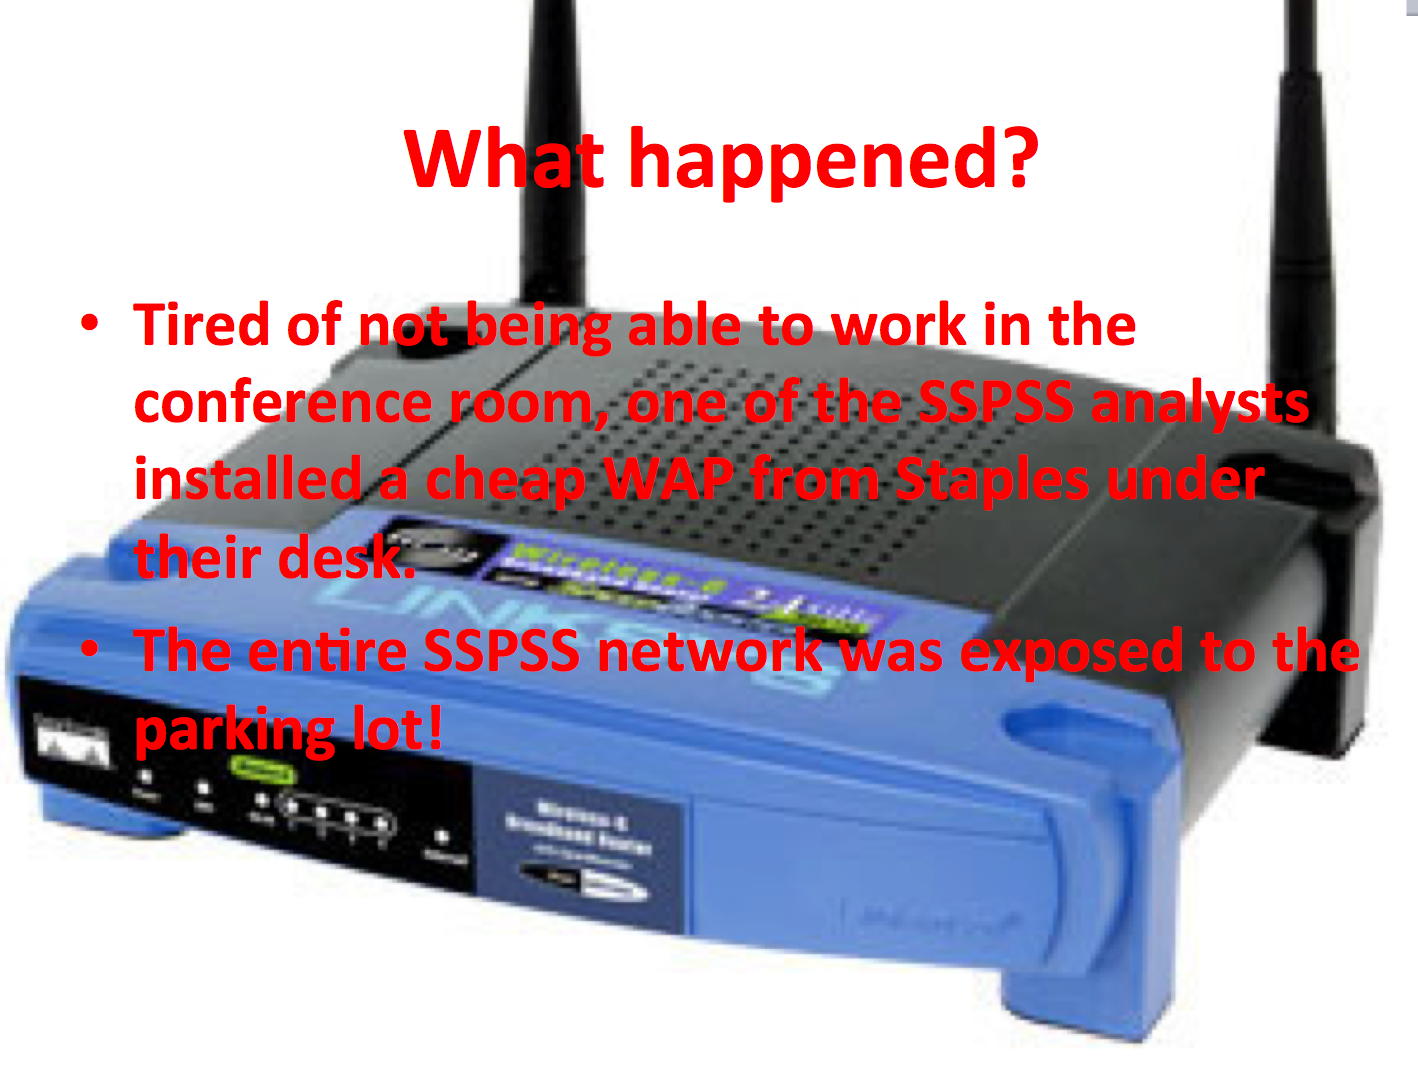 What happened?
• Tired of not being able to work in the
conference room, one of the SSPSS analysts
installed a cheap WAP from Staples under
their desk.
• The entire SSPSS network was exposed to the
parking lot!
Wireless-G
LINKSYS
Wireless-G
Broadband Router